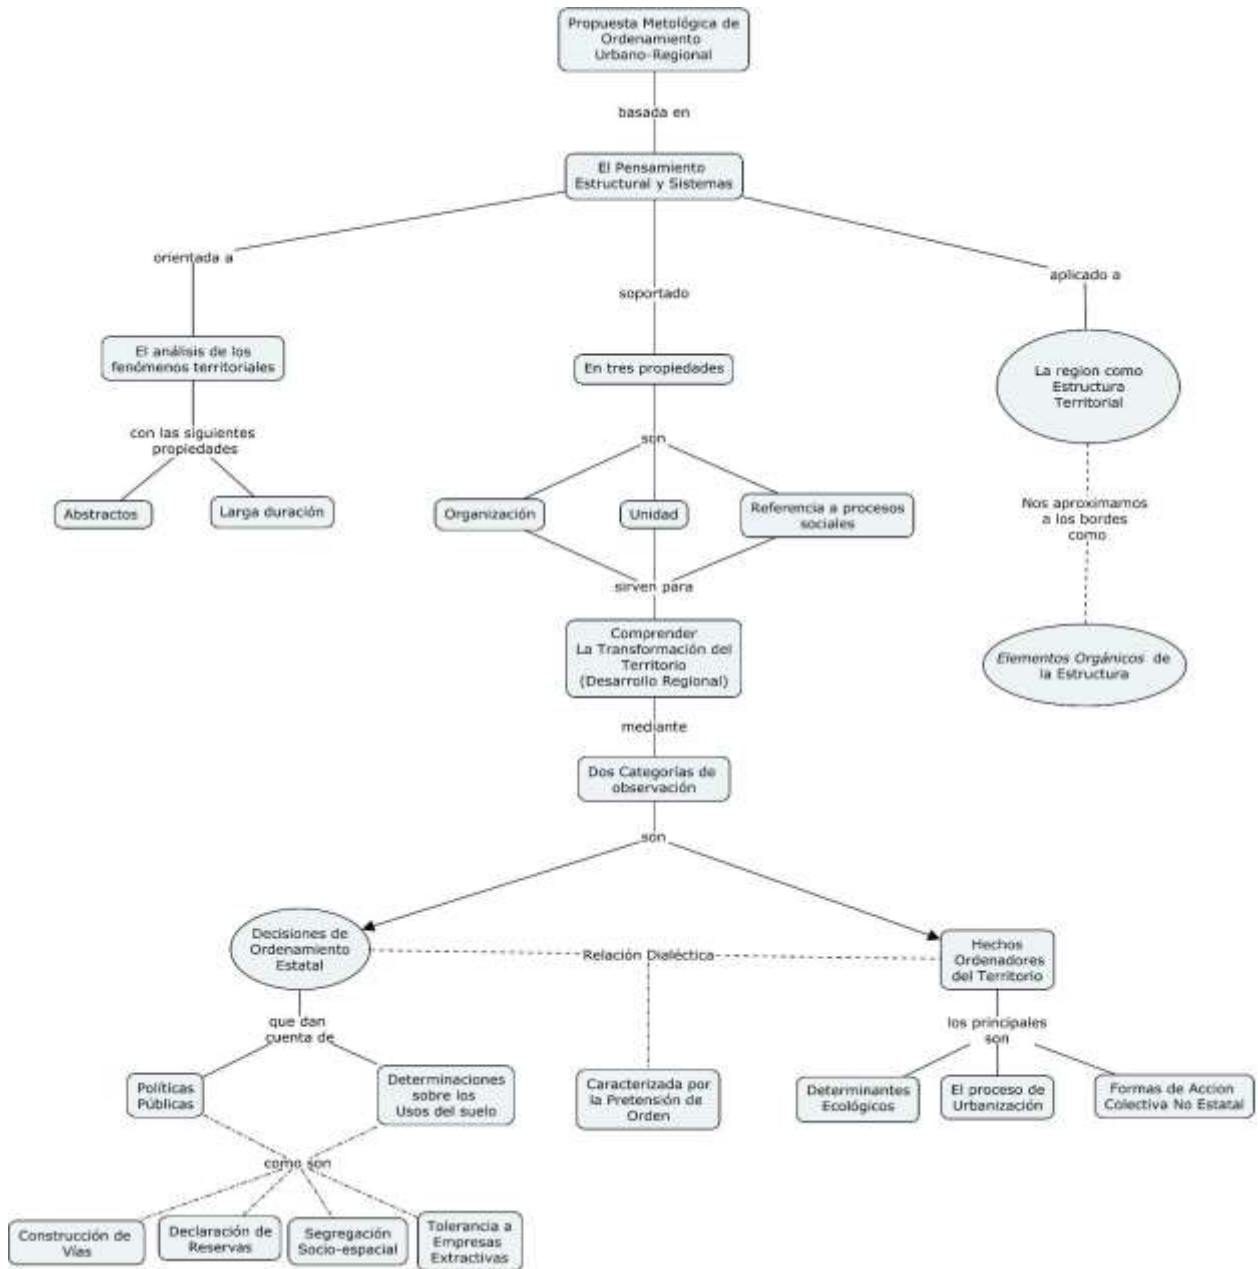 Propuesta Metológica de
Ordenamiento
Urbano-Regional
basada en
El Pensamiento
Estructural y Sistemas
orientada a
soportado
aplicado a
El análisis de los
fenómenos territoriales
En tres propiedades
La region como
Estructura
Territorial
con las siguientes
propiedades
son
Abstractos
Larga duración
Organización
Unidad
Referencia a procesos
sociales
Nos aproximamos
a los bordes
como
sirven para
Comprender
La Transformación del
Territorio
(Desarrollo Regional)
Elementos Orgánicos de
la Estructura
mediante
Dos Categorías de
observación
son
Decisiones de
Ordenamiento
Estatal
Relación Dialéctica
Hechos
Ordenadores
del Territorio
que dan
cuenta de
los principales
son
Políticas
Públicas
Determinaciones
sobre los
Usos del suelo
Caracterizada por
la Pretensión de
Orden
Determinantes
Ecológicos
El proceso de
Urbanización
Formas de Accion
Colectiva No Estatal
como son
Construcción de
Vías
Declaración de
Reservas
Segregación
Socio-espacial
Tolerancia a
Empresas
Extractivas